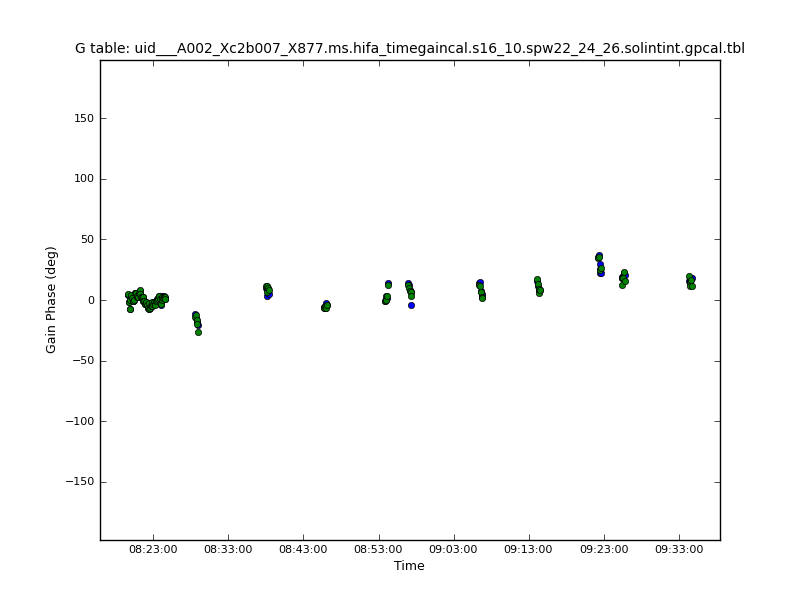 G table: uid___A002_Xc2b007_X877.ms.hifa_timegaincal.s16_10.spw22_24_26.solintint.gpcal.tbl
150
100
50
0
−50
−100
−150
Gain Phase (deg)
08:23:00 08:33:00 08:43:00 08:53:00 09:03:00 09:13:00 09:23:00 09:33:00
Time